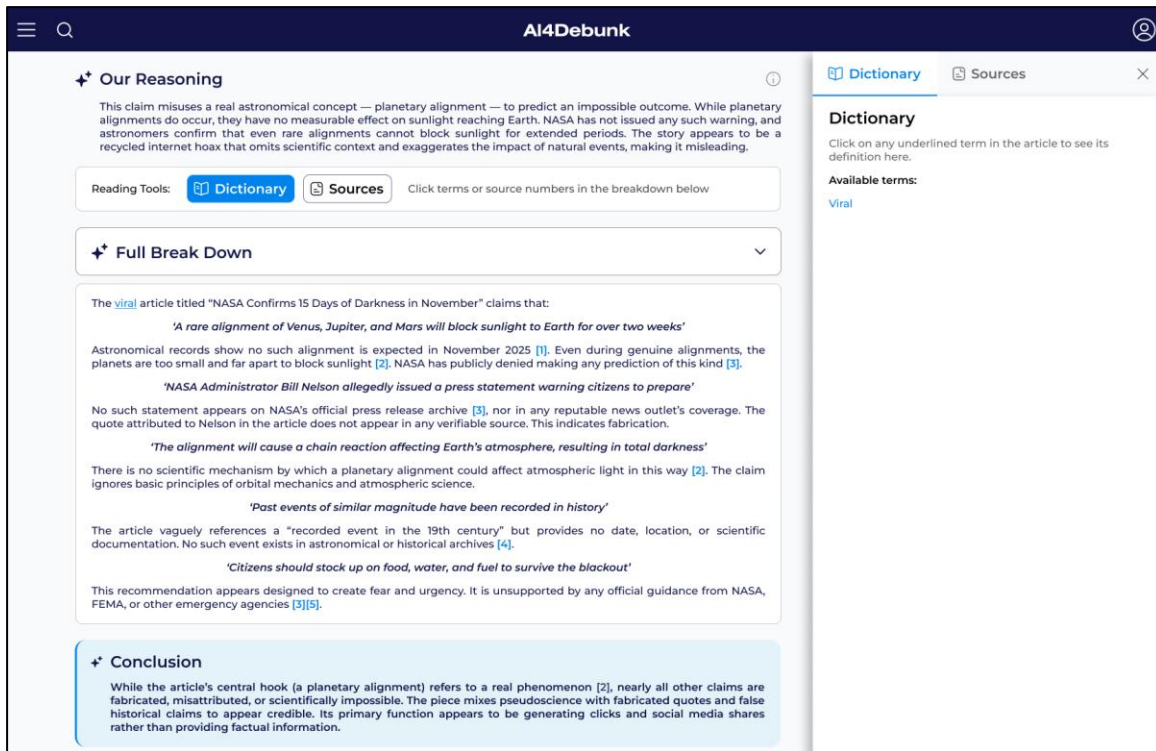 AI4Debunk
Our Reasoning
This claim misuses a real astronomical concept — planetary alignment — to predict an impossible outcome. While planetary
alignments do occur, they have no measurable effect on sunlight reaching Earth. NASA has not issued any such warning, and
astronomers confirm that even rare alignments cannot block sunlight for extended periods. The story appears to be a
recycled internet hoax that omits scientific context and exaggerates the impact of natural events, making it misleading.
Reading Tools: Dictionary Sources Click terms or source numbers in the breakdown below
Full Break Down
The viral article titled “NASA Confirms 15 Days of Darkness in November” claims that:
‘A rare alignment of Venus, Jupiter, and Mars will block sunlight to Earth for over two weeks’
Astronomical records show no such alignment is expected in November 2025 [1]. Even during genuine alignments, the
planets are too small and far apart to block sunlight [2]. NASA has publicly denied making any prediction of this kind [3].
‘NASA Administrator Bill Nelson allegedly issued a press statement warning citizens to prepare’
No such statement appears on NASA’s official press release archive [3], nor in any reputable news outlet’s coverage. The
quote attributed to Nelson in the article does not appear in any verifiable source. This indicates fabrication.
‘The alignment will cause a chain reaction affecting Earth’s atmosphere, resulting in total darkness’
There is no scientific mechanism by which a planetary alignment could affect atmospheric light in this way [2]. The claim
ignores basic principles of orbital mechanics and atmospheric science.
‘Past events of similar magnitude have been recorded in history’
The article vaguely references a “recorded event in the 19th century” but provides no date, location, or scientific
documentation. No such event exists in astronomical or historical archives [4].
‘Citizens should stock up on food, water, and fuel to survive the blackout’
This recommendation appears designed to create fear and urgency. It is unsupported by any official guidance from NASA,
FEMA, or other emergency agencies [3][5].
Conclusion
While the article’s central hook (a planetary alignment) refers to a real phenomenon [2], nearly all other claims are
fabricated, misattributed, or scientifically impossible. The piece mixes pseudoscience with fabricated quotes and false
historical claims to appear credible. Its primary function appears to be generating clicks and social media shares
rather than providing factual information.
Dictionary Sources
Dictionary
Click on any underlined term in the article to see its
definition here.
Available terms:
Viral